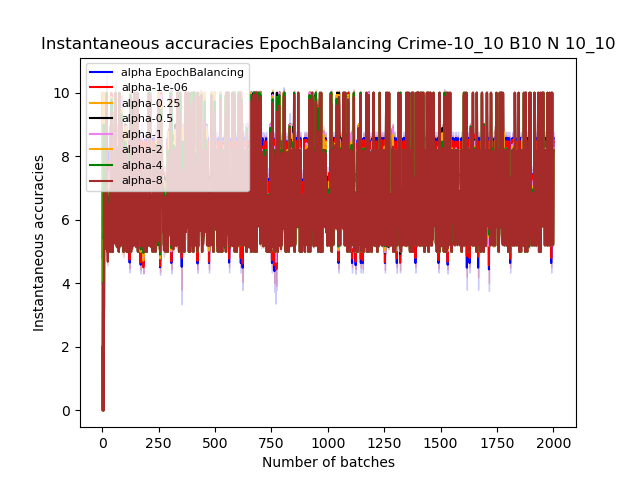 Instantaneous accuracies EpochBalancing Crime-10_10 B10 N 10_10
alpha EpochBalancing
alpha-1e-06
alpha-0.25
alpha-0.5
alpha-1
alpha-2
alpha-4
alpha-8
10
8
6
4
2
0
Instantaneous accuracies
0 250 500 750 1000 1250 1500 1750 2000
Number of batches